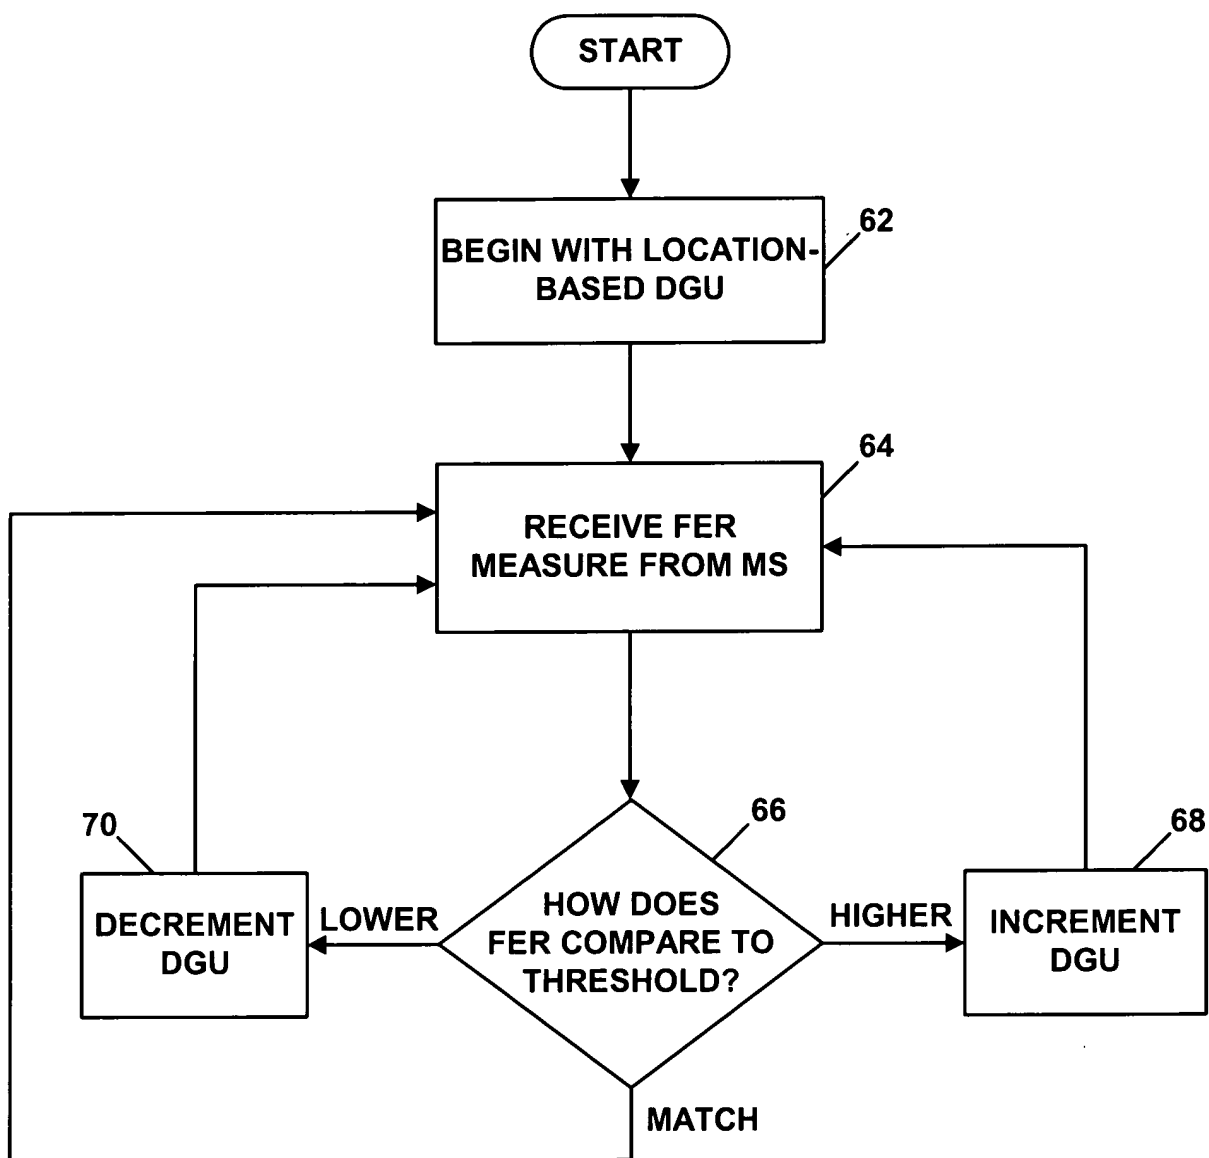 START
62
BEGIN WITH LOCATION-
BASED DGU
64
RECEIVE FER
MEASURE FROM MS
66
HOW DOES
FER COMPARE TO
THRESHOLD?
LOWER
70
DECREMENT
DGU
HIGHER
68
INCREMENT
DGU
MATCH